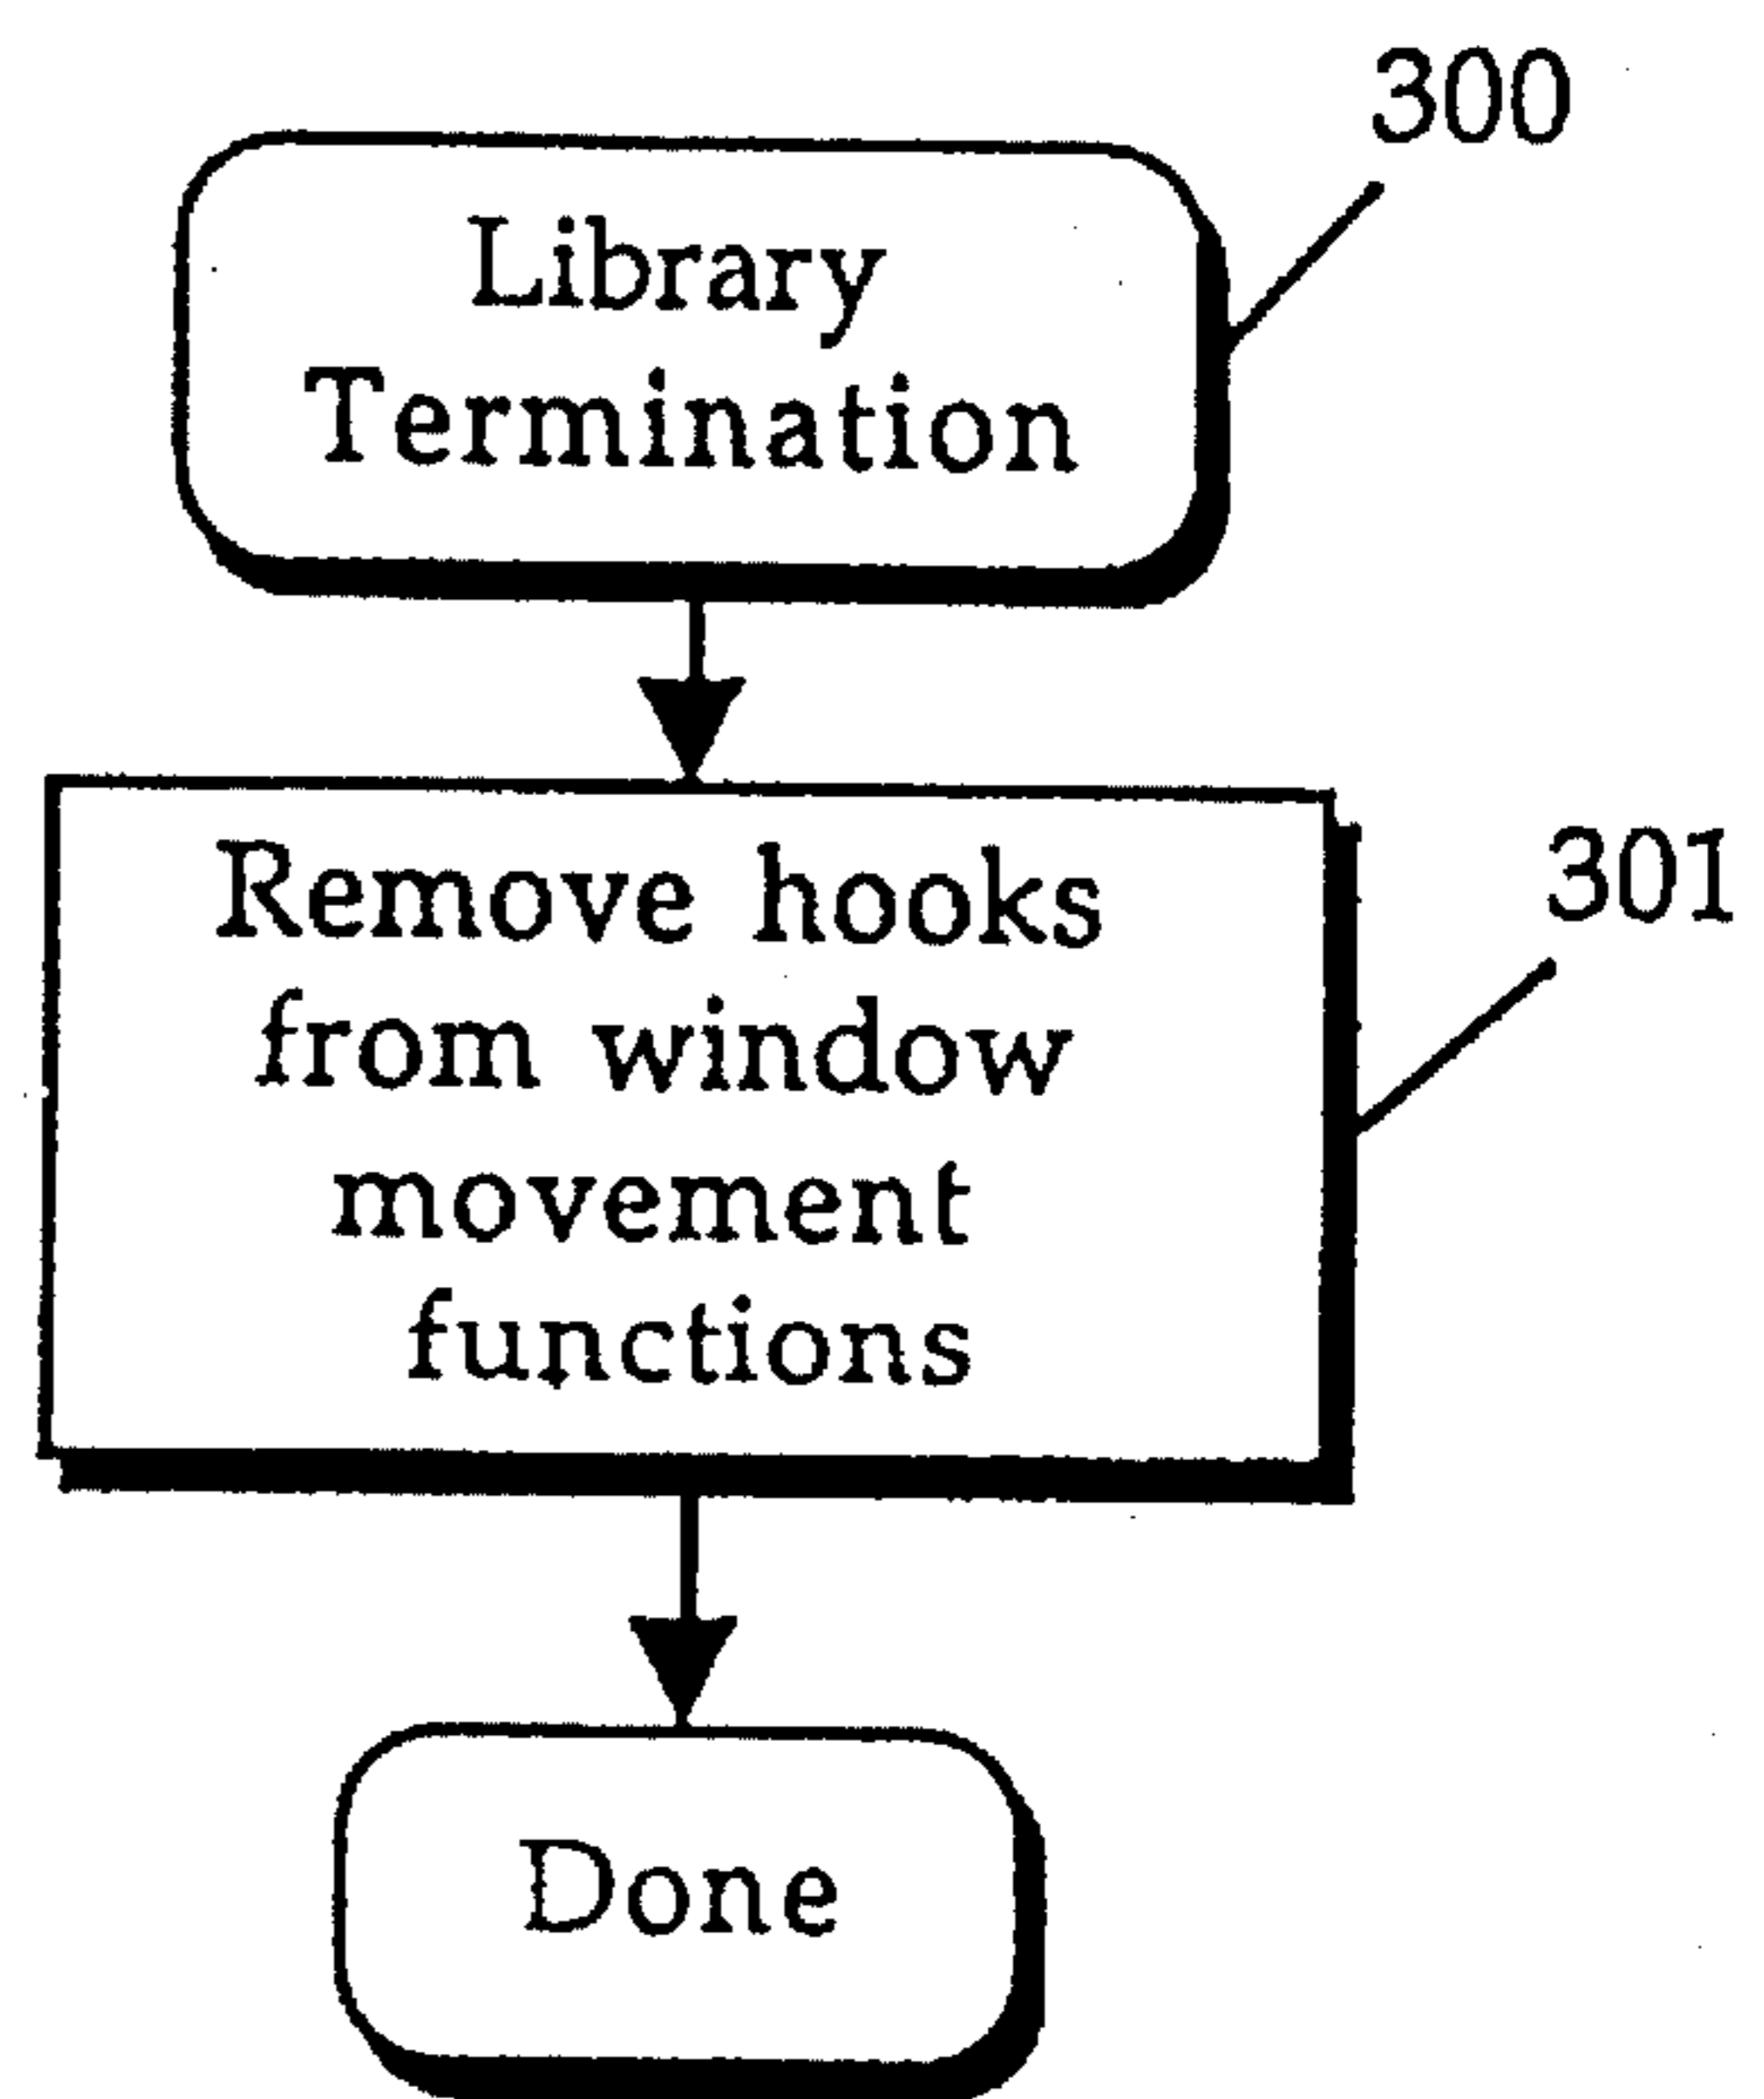 300
Library
Termination
301
Remove hooks
from window
movement
functions
Done